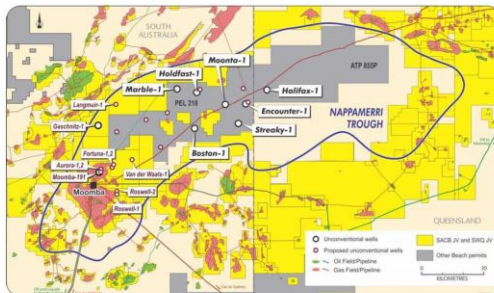 SOUTH
AUSTRALIA
Moonta-1
ATP 855P
Holdfast-1
Marble-1
Halifax-1
Langmuir-1
PEL 218
Encounter-1
NAPPAMERRI
TROUGH
Gaschnitz-1
Streaky-1
Fortuna-1,2
Boston-1
Aurora-1,2
Moomba-191
Van der Waals-1
Moomba
Roswell-2
Roswell-1
QUEENSLAND
Unconventional wells
Proposed unconventional wells
Oil Field/Pipeline
Gas Field/Pipeline
SACB JV and SWQ JV
Other Beach permits
KILOMETRES